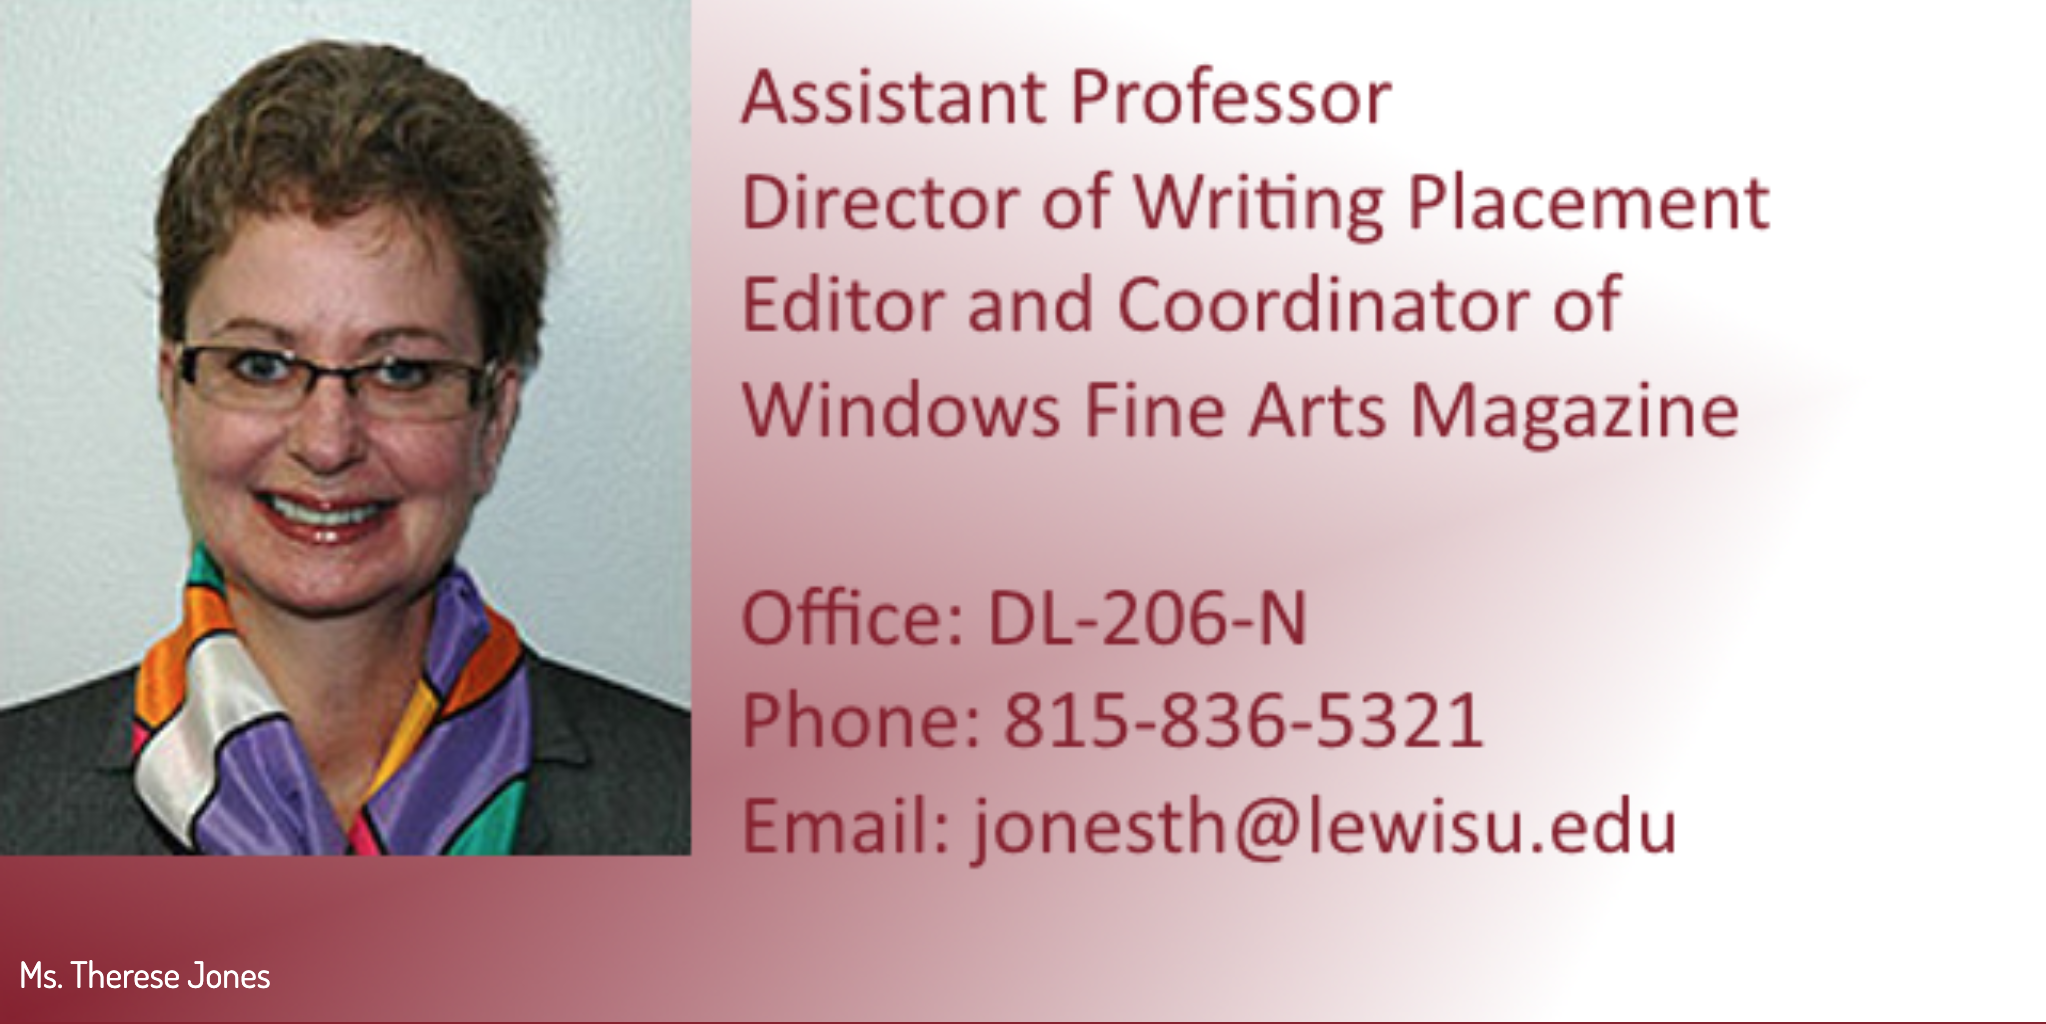 Assistant Professor
Director of Writing Placement
Editor and Coordinator of
Windows Fine Arts Magazine
Office: DL-206-N
Phone: 815-836-5321
Email: jonesth@lewisu.edu
Ms. Therese Jones